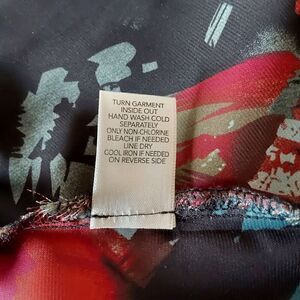 TURN GARMENT
INSIDE OUT
HAND WASH COLD
SEPARATELY
ONLY NON-CHLORINE
BLEACH IF NEEDED
LINE DRY
COOL IRON IF NEEDED
ON REVERSE SIDE